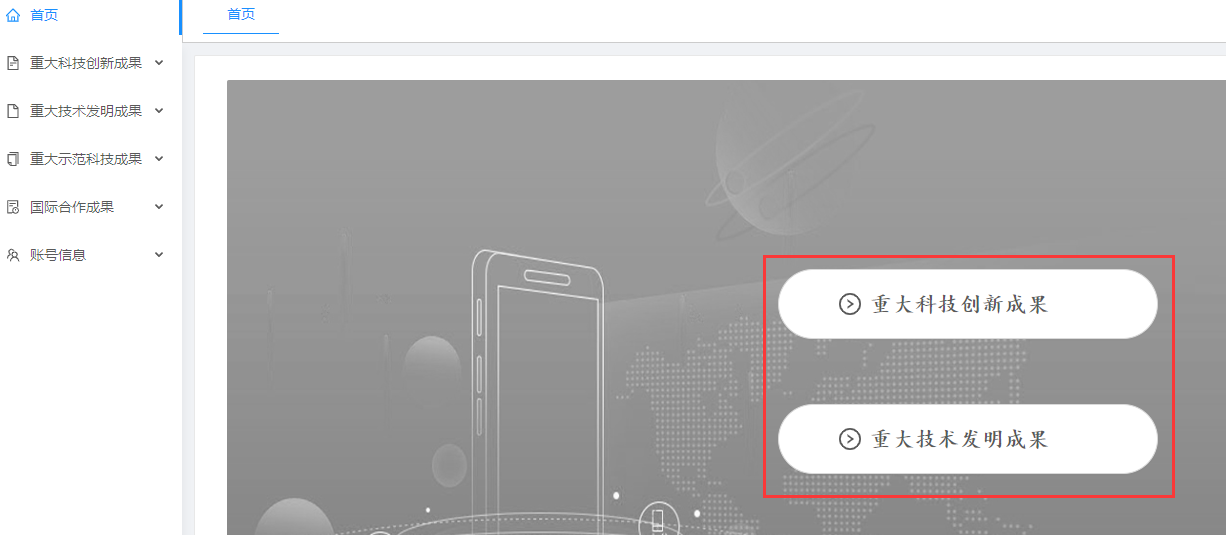 首页
重大科技创新成果
重大技术发明成果
重大示范科技成果
国际合作成果
账号信息
首页
重大科技创新成果
重大技术发明成果